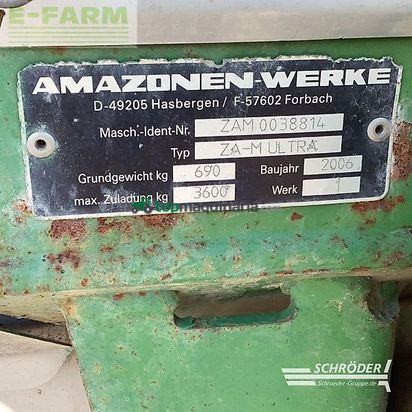 E-FARM
AMAZONEN-WERKE
D-49205 Hasbergen / F-57602 Forbach
Masch.-Ident-Nr. ZAM 0038814
Typ ZA-M ULTRA
Grundgewicht kg 690 Baujahr 2006
max. Zuladung kg 3600 Werk 1
topmaquinaria
SCHRÖDER
Schroeder-Gruppe.de